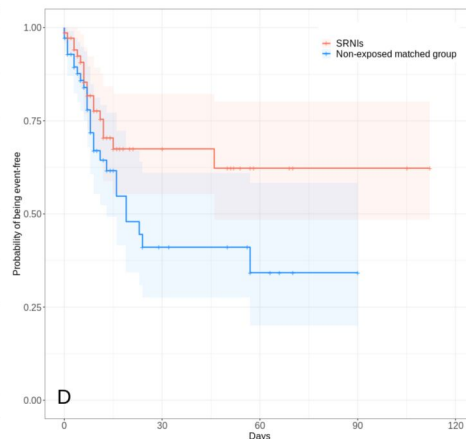 1.00
0.75
0.50
0.25
0.00
Probability of being event-free
SRNIs
Non-exposed matched group
D
0
30
60
90
120
Days